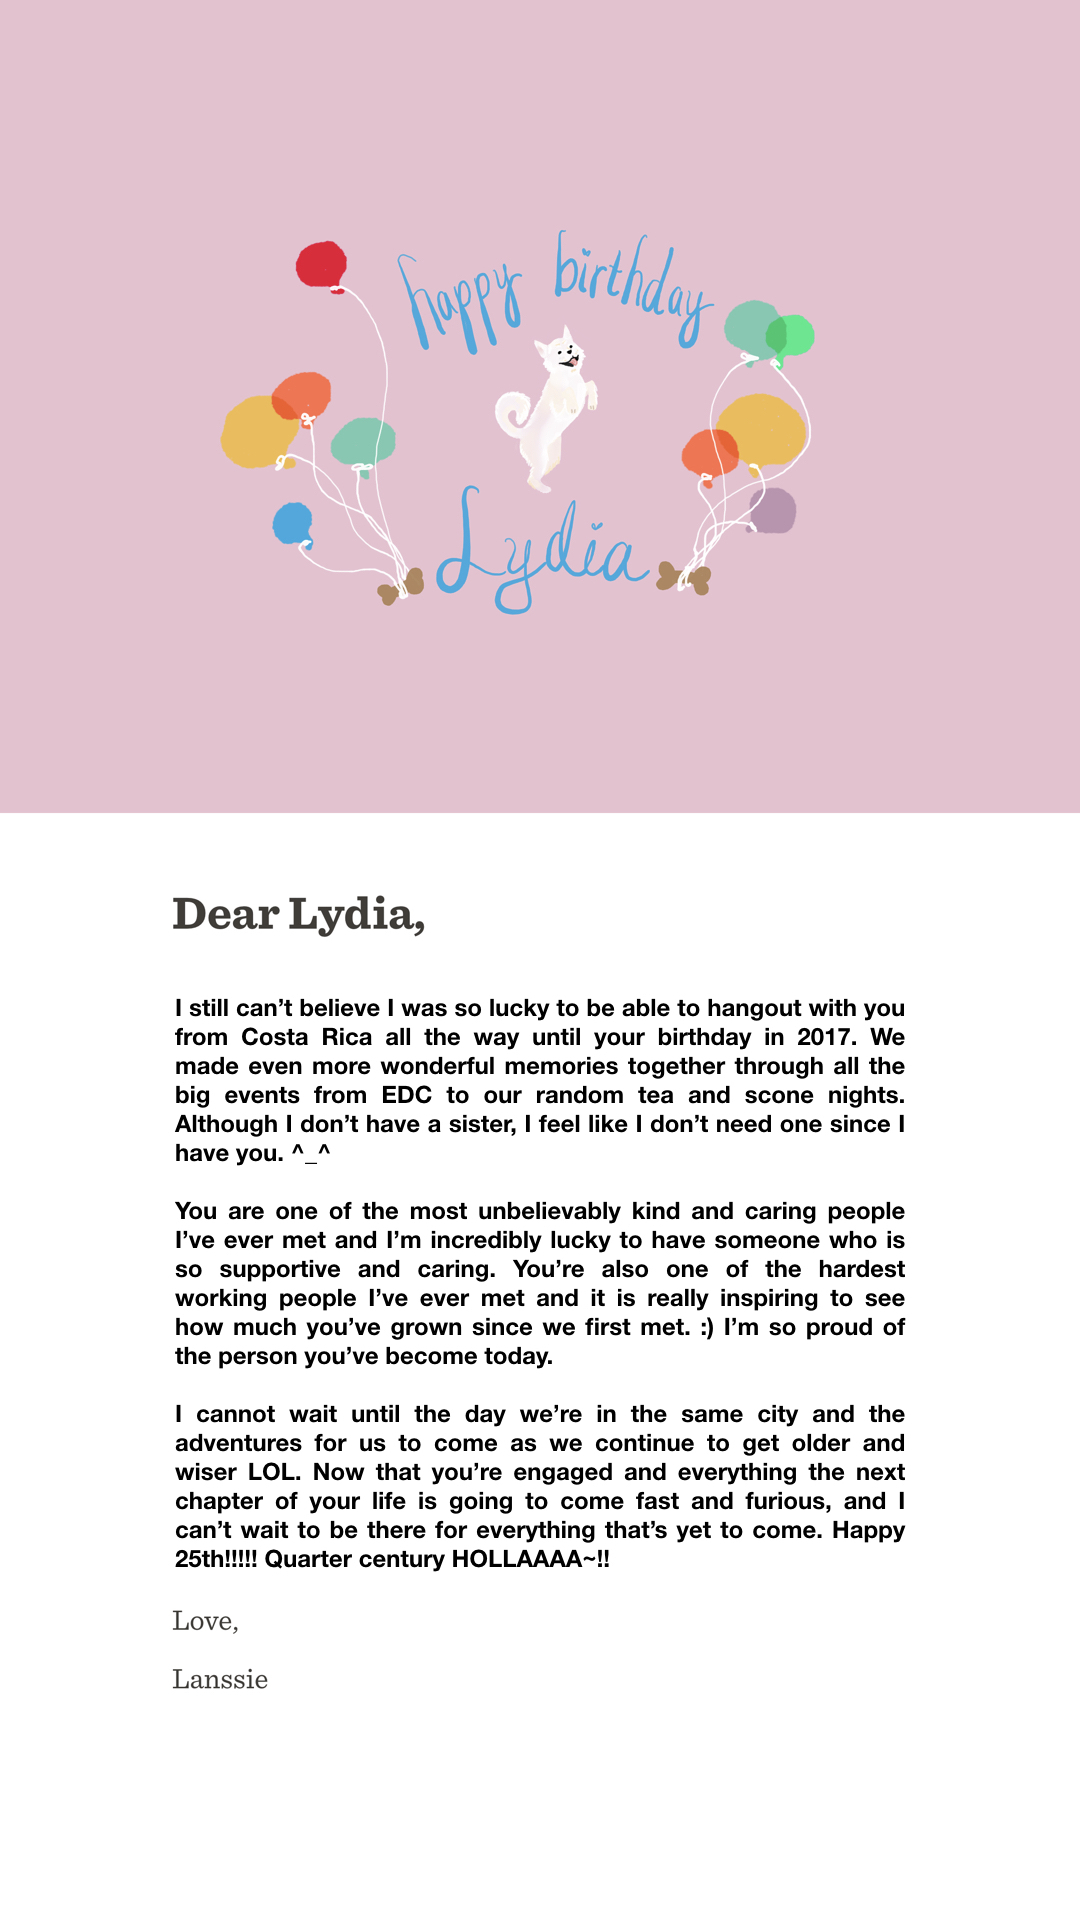 happy birthday
Lydia
Dear Lydia,
I still can’t believe I was so lucky to be able to hangout with you
from Costa Rica all the way until your birthday in 2017. We
made even more wonderful memories together through all the
big events from EDC to our random tea and scone nights.
Although I don’t have a sister, I feel like I don’t need one since I
have you. ^_^
You are one of the most unbelievably kind and caring people
I’ve ever met and I’m incredibly lucky to have someone who is
so supportive and caring. You’re also one of the hardest
working people I’ve ever met and it is really inspiring to see
how much you’ve grown since we first met. :) I’m so proud of
the person you’ve become today.
I cannot wait until the day we’re in the same city and the
adventures for us to come as we continue to get older and
wiser LOL. Now that you’re engaged and everything the next
chapter of your life is going to come fast and furious, and I
can’t wait to be there for everything that’s yet to come. Happy
25th!!!!! Quarter century HOLLAAAA~!!
Love,
Lanssie